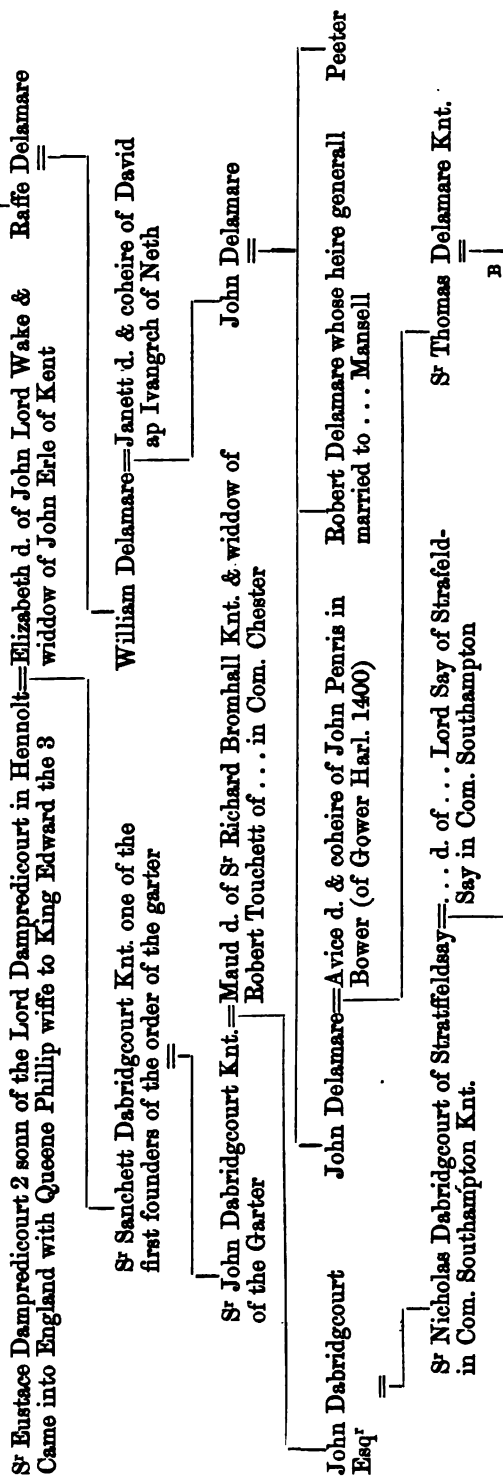 Sr Eustace Dampredicourt 2 sonn of the Lord Dampredicourt in Hennolt=Elizabeth d. of John Lord Wake &
Came into England with Queene Phillip wiffe to King Edward the 3
widdow of John Erle of Kent
Raffe Delamare
=
Sr Sanchett Dabridgcourt Knt. one of the
first founders of the order of the garter
=
William Delamare=Janett d. & coheire of David
ap Ivangrch of Neth
Sr John Dabridgcourt Knt.=Maud d. of Sr Richard Bromhall Knt. & widdow of
of the Garter
Robert Touchett of ... in Com. Chester
John Delamare
=
John Dabridgcourt
Esqr
=
John Delamare=Avice d. & coheire of John Penris in
Bower (of Gower Harl. 1400)
Robert Delamare whose heire generall
married to ... Mansell
Peeter
Sr Nicholas Dabridgcourt of Stratffeldsay=... d. of ... Lord Say of Strafeld-
in Com. Southampton Knt.
Say in Com. Southampton
Sr Thomas Delamare Knt.
=
B